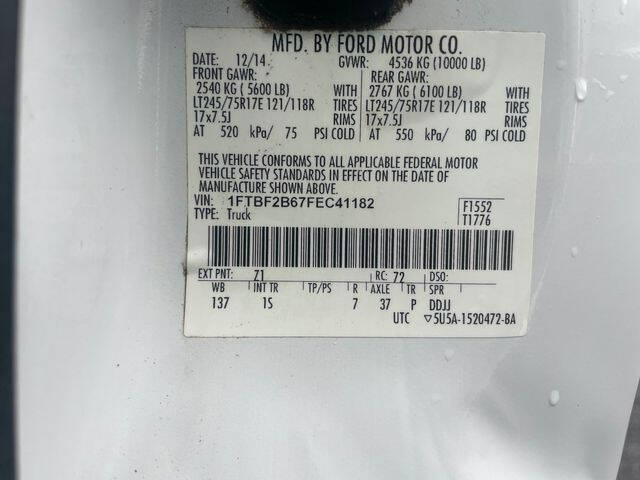 MFD. BY FORD MOTOR CO.
DATE: 12/14 GVWR: 4536 KG (10000 LB)
FRONT GAWR: REAR GAWR:
2540 KG ( 5600 LB) WITH 2767 KG ( 6100 LB) WITH
LT245/75R17E 121/118R TIRES LT245/75R17E 121/118R TIRES
17x7.5J RIMS 17x7.5J RIMS
AT 520 kPa/ 75 PSI COLD AT 550 kPa/ 80 PSI COLD
THIS VEHICLE CONFORMS TO ALL APPLICABLE FEDERAL MOTOR
VEHICLE SAFETY STANDARDS IN EFFECT ON THE DATE OF
MANUFACTURE SHOWN ABOVE.
VIN: 1FTBF2B67FEC41182 F1552
TYPE: Truck T1776
EXT PNT: Z1 RC: 72 DSO:
WB INT TR TP/PS R AXLE TR SPR
137 1S 7 37 P DDJJ
UTC ▽5U5A-1520472-BA